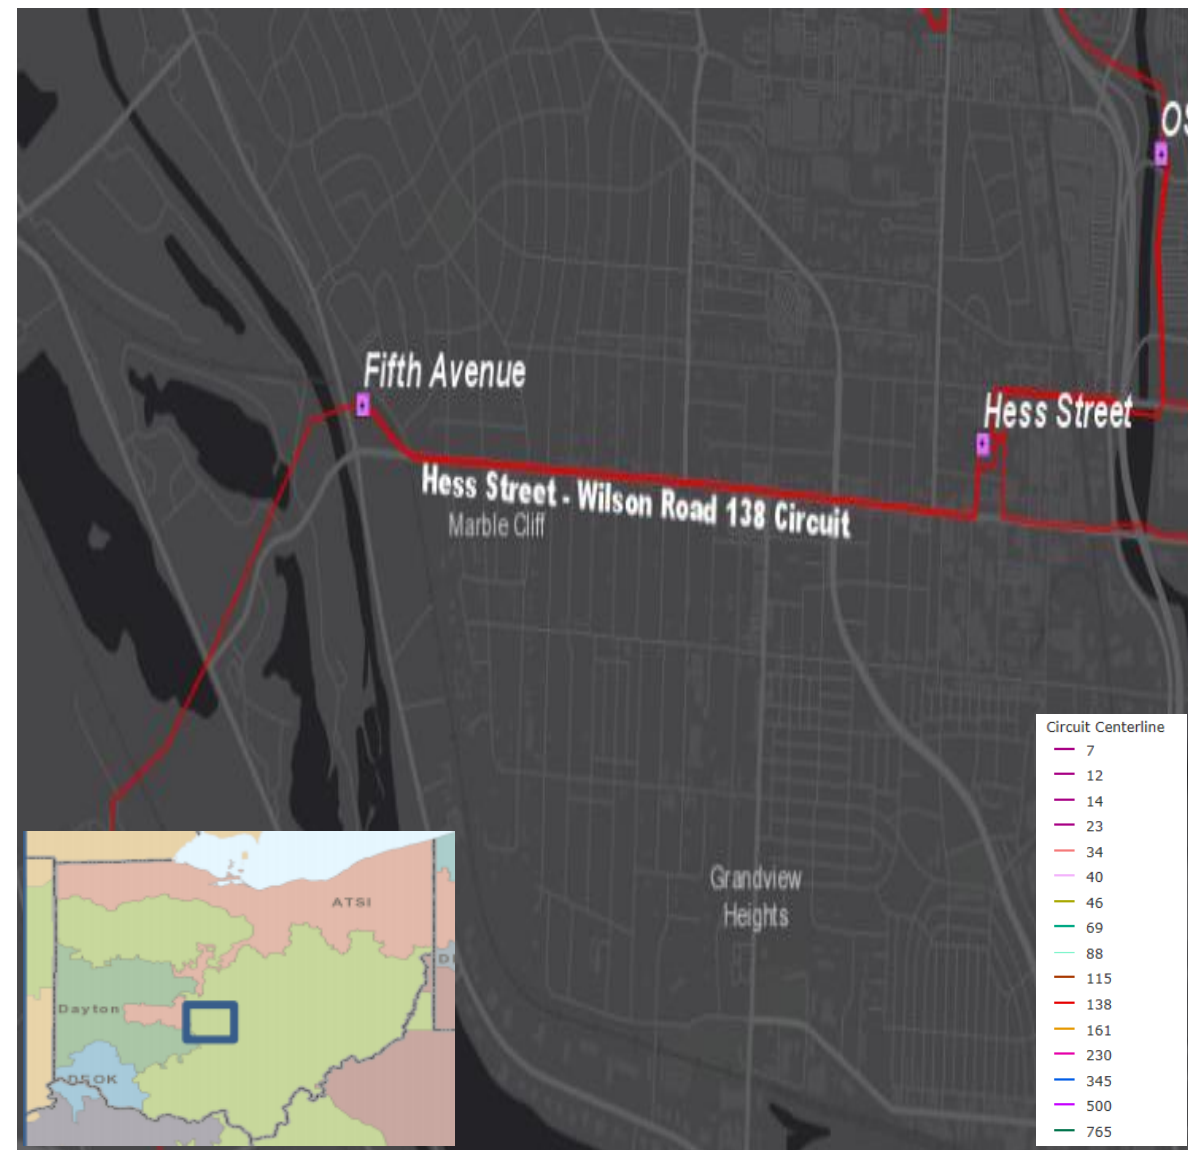 OS
Fifth Avenue
Hess Street
Hess Street - Wilson Road 138 Circuit
Marble Cliff
Grandview
Heights
Circuit Centerline
7
12
14
23
34
40
46
69
88
115
138
161
230
345
500
765
ATSI
Dayton
DEOK